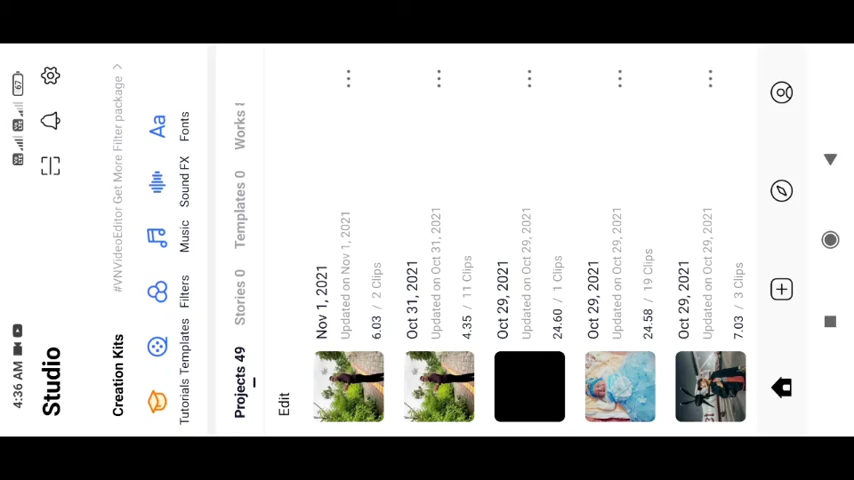 4:36 AM
67
Studio
Creation Kits
#VNVideoEditor Get More Filter package >
Tutorials
Templates
Filters
Music
Sound FX
Aa
Fonts
Projects 49
Stories 0
Templates 0
Works
Edit
Nov 1, 2021
Updated on Nov 1, 2021
6.03 / 2 Clips
Oct 31, 2021
Updated on Oct 31, 2021
4.35 / 11 Clips
Oct 29, 2021
Updated on Oct 29, 2021
24.60 / 1 Clips
Oct 29, 2021
Updated on Oct 29, 2021
24.58 / 19 Clips
Oct 29, 2021
Updated on Oct 29, 2021
7.03 / 3 Clips